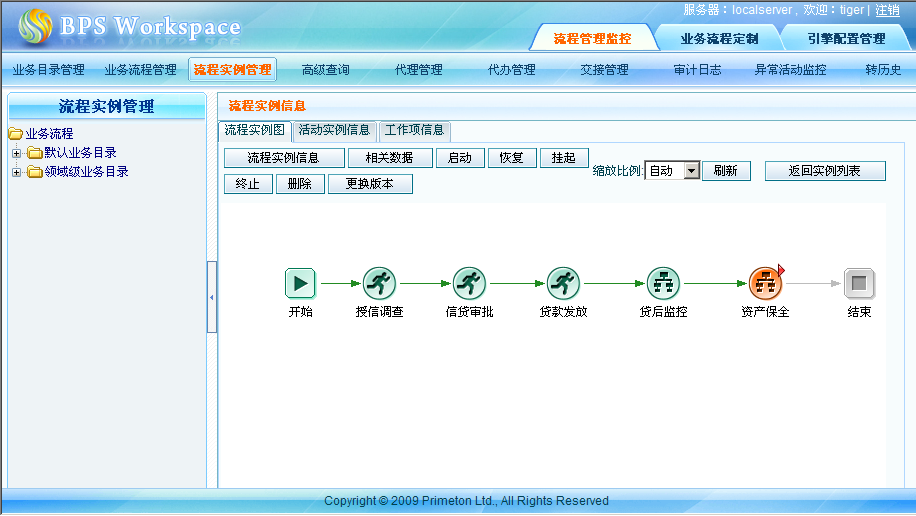 服务器：localserver , 欢迎：tiger | 注销
BPS Workspace
流程管理监控 业务流程定制 引擎配置管理
业务目录管理 业务流程管理 流程实例管理 高级查询 代理管理 代办管理 交接管理 审计日志 异常活动监控 转历史
流程实例管理
业务流程
默认业务目录
领域级业务目录
流程实例信息
流程实例图 活动实例信息 工作项信息
流程实例信息 相关数据 启动 恢复 挂起
缩放比例: 自动 刷新 返回实例列表
终止 删除 更换版本
开始 授信调查 信贷审批 贷款发放 贷后监控 资产保全 结束
Copyright © 2009 Primeton Ltd., All Rights Reserved